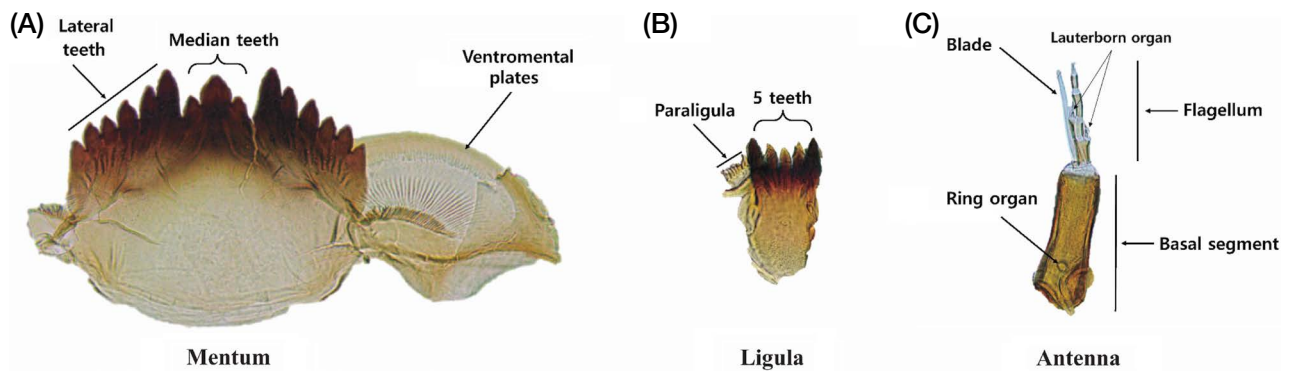 (A)
Lateral
teeth
Median teeth
Ventromental
plates
Mentum
(B)
Paraligula
5 teeth
Ligula
(C)
Blade
Lauterborn organ
Flagellum
Ring organ
Basal segment
Antenna